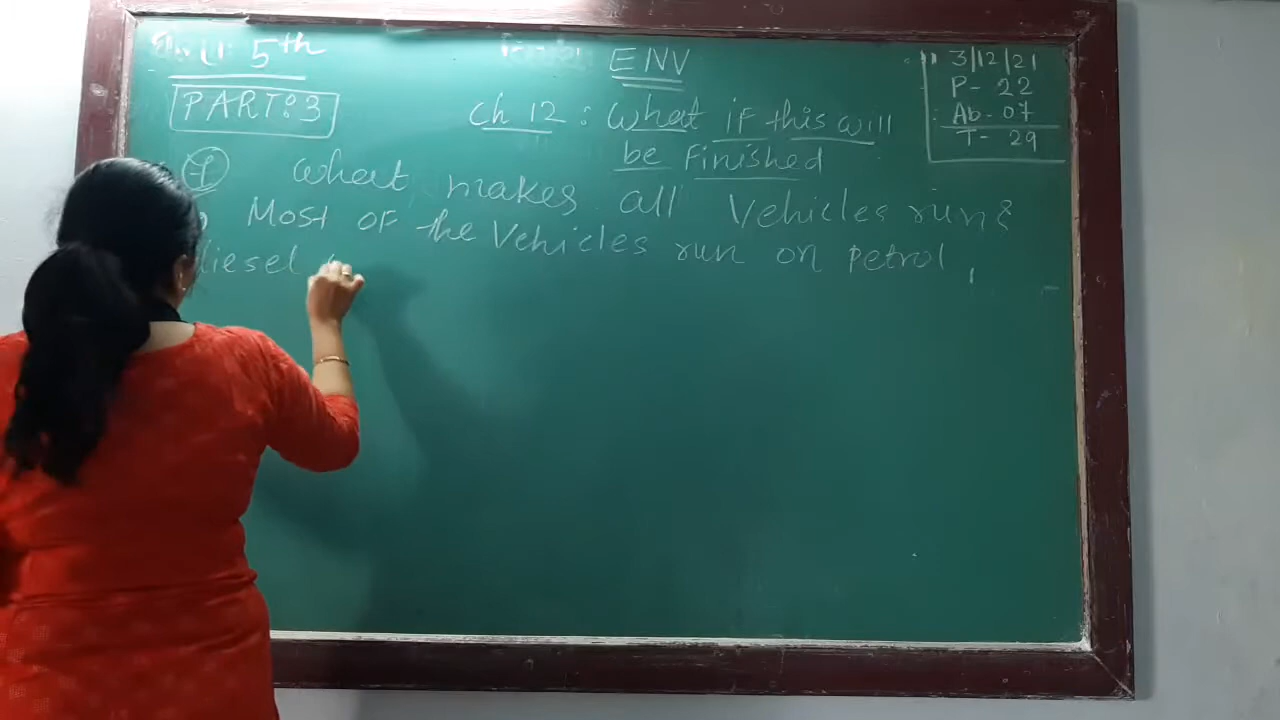 5th
ENV
3/12/21
P- 22
Ab- 07
T- 29
PART:3
Ch 12 : What if this will
be Finished
What makes all Vehicles run?
Most of the Vehicles run on petrol,
diesel